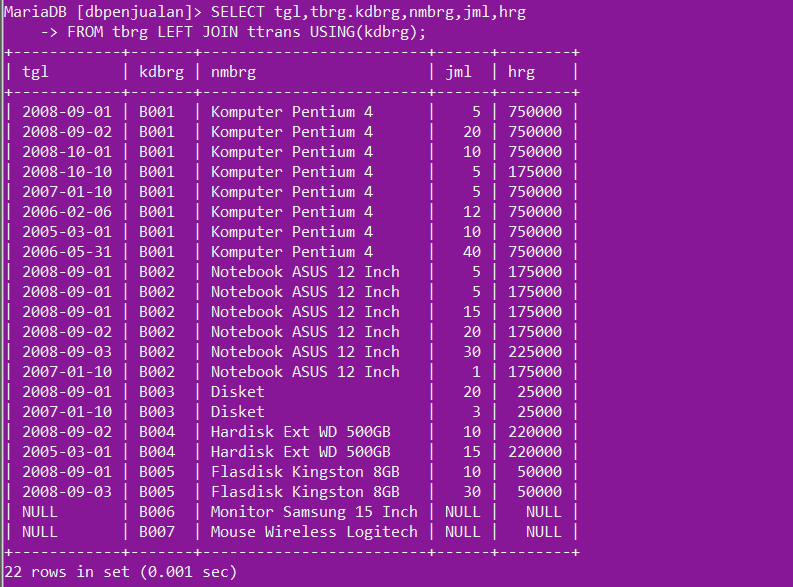 MariaDB [dbpenjualan]> SELECT tgl,tbrg.kdbrg,nmbrg,jml,hrg
    -> FROM tbrg LEFT JOIN ttrans USING(kdbrg);
+------------+-------+-------------------------+------+--------+
| tgl        | kdbrg | nmbrg                   | jml  | hrg    |
+------------+-------+-------------------------+------+--------+
| 2008-09-01 | B001  | Komputer Pentium 4      |    5 | 750000 |
| 2008-09-02 | B001  | Komputer Pentium 4      |   20 | 750000 |
| 2008-10-01 | B001  | Komputer Pentium 4      |   10 | 750000 |
| 2008-10-10 | B001  | Komputer Pentium 4      |    5 | 175000 |
| 2007-01-10 | B001  | Komputer Pentium 4      |    5 | 750000 |
| 2006-02-06 | B001  | Komputer Pentium 4      |   12 | 750000 |
| 2005-03-01 | B001  | Komputer Pentium 4      |   10 | 750000 |
| 2006-05-31 | B001  | Komputer Pentium 4      |   40 | 750000 |
| 2008-09-01 | B002  | Notebook ASUS 12 Inch   |    5 | 175000 |
| 2008-09-01 | B002  | Notebook ASUS 12 Inch   |    5 | 175000 |
| 2008-09-01 | B002  | Notebook ASUS 12 Inch   |   15 | 175000 |
| 2008-09-02 | B002  | Notebook ASUS 12 Inch   |   20 | 175000 |
| 2008-09-03 | B002  | Notebook ASUS 12 Inch   |   30 | 225000 |
| 2007-01-10 | B002  | Notebook ASUS 12 Inch   |    1 | 175000 |
| 2008-09-01 | B003  | Disket                  |   20 |  25000 |
| 2007-01-10 | B003  | Disket                  |    3 |  25000 |
| 2008-09-02 | B004  | Hardisk Ext WD 500GB    |   10 | 220000 |
| 2005-03-01 | B004  | Hardisk Ext WD 500GB    |   15 | 220000 |
| 2008-09-01 | B005  | Flasdisk Kingston 8GB   |   10 |  50000 |
| 2008-09-03 | B005  | Flasdisk Kingston 8GB   |   30 |  50000 |
| NULL       | B006  | Monitor Samsung 15 Inch | NULL |   NULL |
| NULL       | B007  | Mouse Wireless Logitech | NULL |   NULL |
+------------+-------+-------------------------+------+--------+
22 rows in set (0.001 sec)